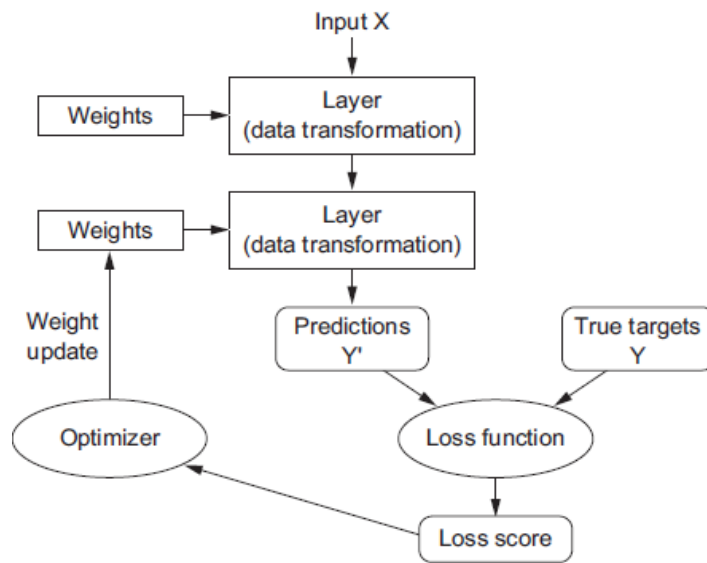 Input X
Weights
Layer
(data transformation)
Weights
Layer
(data transformation)
Weight
update
Predictions
Y'
True targets
Y
Optimizer
Loss function
Loss score